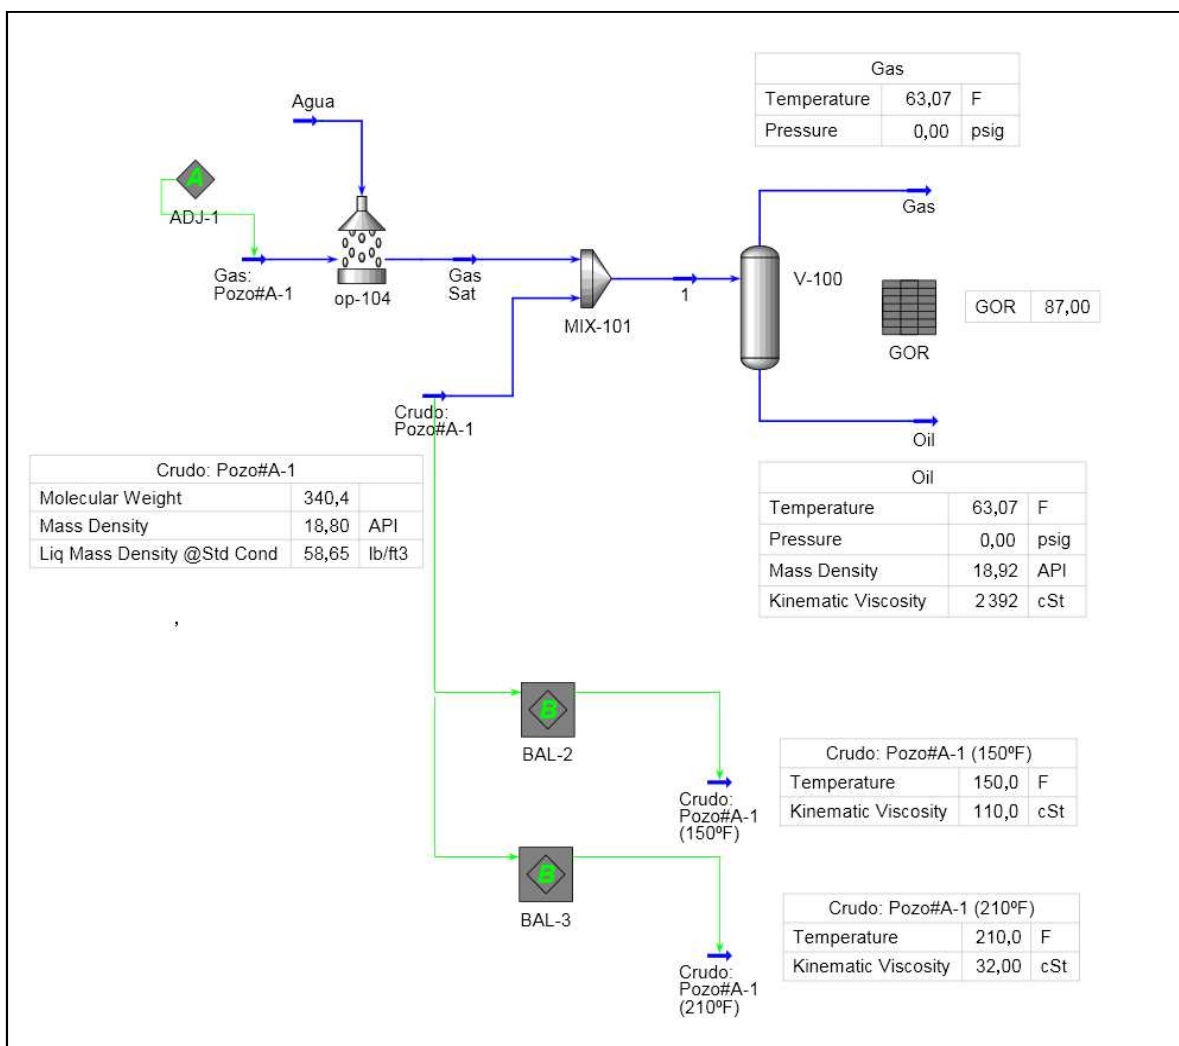 Gas
Temperature 63,07 F
Pressure 0,00 psig
Agua
A
ADJ-1
Gas:
Pozo#A-1
op-104
Gas
Sat
MIX-101
1
V-100
Gas
GOR
GOR 87,00
Crudo:
Pozo#A-1
Oil
Crudo: Pozo#A-1
Molecular Weight 340,4
Mass Density 18,80 API
Liq Mass Density @Std Cond 58,65 lb/ft3
,
Oil
Temperature 63,07 F
Pressure 0,00 psig
Mass Density 18,92 API
Kinematic Viscosity 2 392 cSt
B
BAL-2
Crudo:
Pozo#A-1
(150ºF)
Crudo: Pozo#A-1 (150ºF)
Temperature 150,0 F
Kinematic Viscosity 110,0 cSt
B
BAL-3
Crudo:
Pozo#A-1
(210ºF)
Crudo: Pozo#A-1 (210ºF)
Temperature 210,0 F
Kinematic Viscosity 32,00 cSt